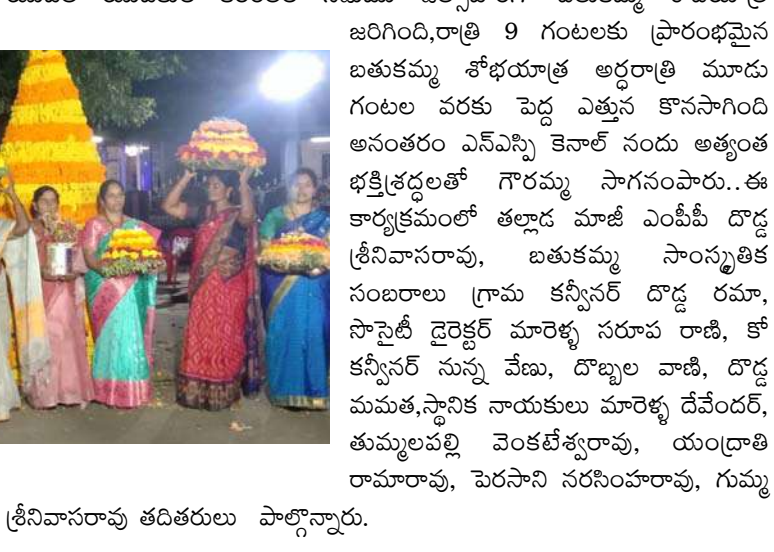 జరిగింది,రాత్రి 9 గంటలకు ప్రారంభమైన
బతుకమ్మ శోభయాత్ర అర్ధరాత్రి మూడు
గంటల వరకు పెద్ద ఎత్తున కొనసాగింది
అనంతరం ఎన్ఎస్పి కెనాల్ నందు అత్యంత
భక్తిశ్రద్ధలతో గౌరమ్మ సాగనంపారు..ఈ
కార్యక్రమంలో తల్లాడ మాజీ ఎంపీపీ దొడ్డ
శ్రీనివాసరావు, బతుకమ్మ సాంస్కృతిక
సంబరాలు గ్రామ కన్వీనర్ దొడ్డ రమా,
సొసైటీ డైరెక్టర్ మారెళ్ళ సరూప రాణి, కో
కన్వీనర్ నున్న వేణు, దొబ్బల వాణి, దొడ్డ
మమత,స్థానిక నాయకులు మారెళ్ళ దేవేందర్,
తుమ్మలపల్లి వెంకటేశ్వరావు, యంద్రాతి
రామారావు, పెరసాని నరసింహరావు, గుమ్మ
శ్రీనివాసరావు తదితరులు పాల్గొన్నారు.